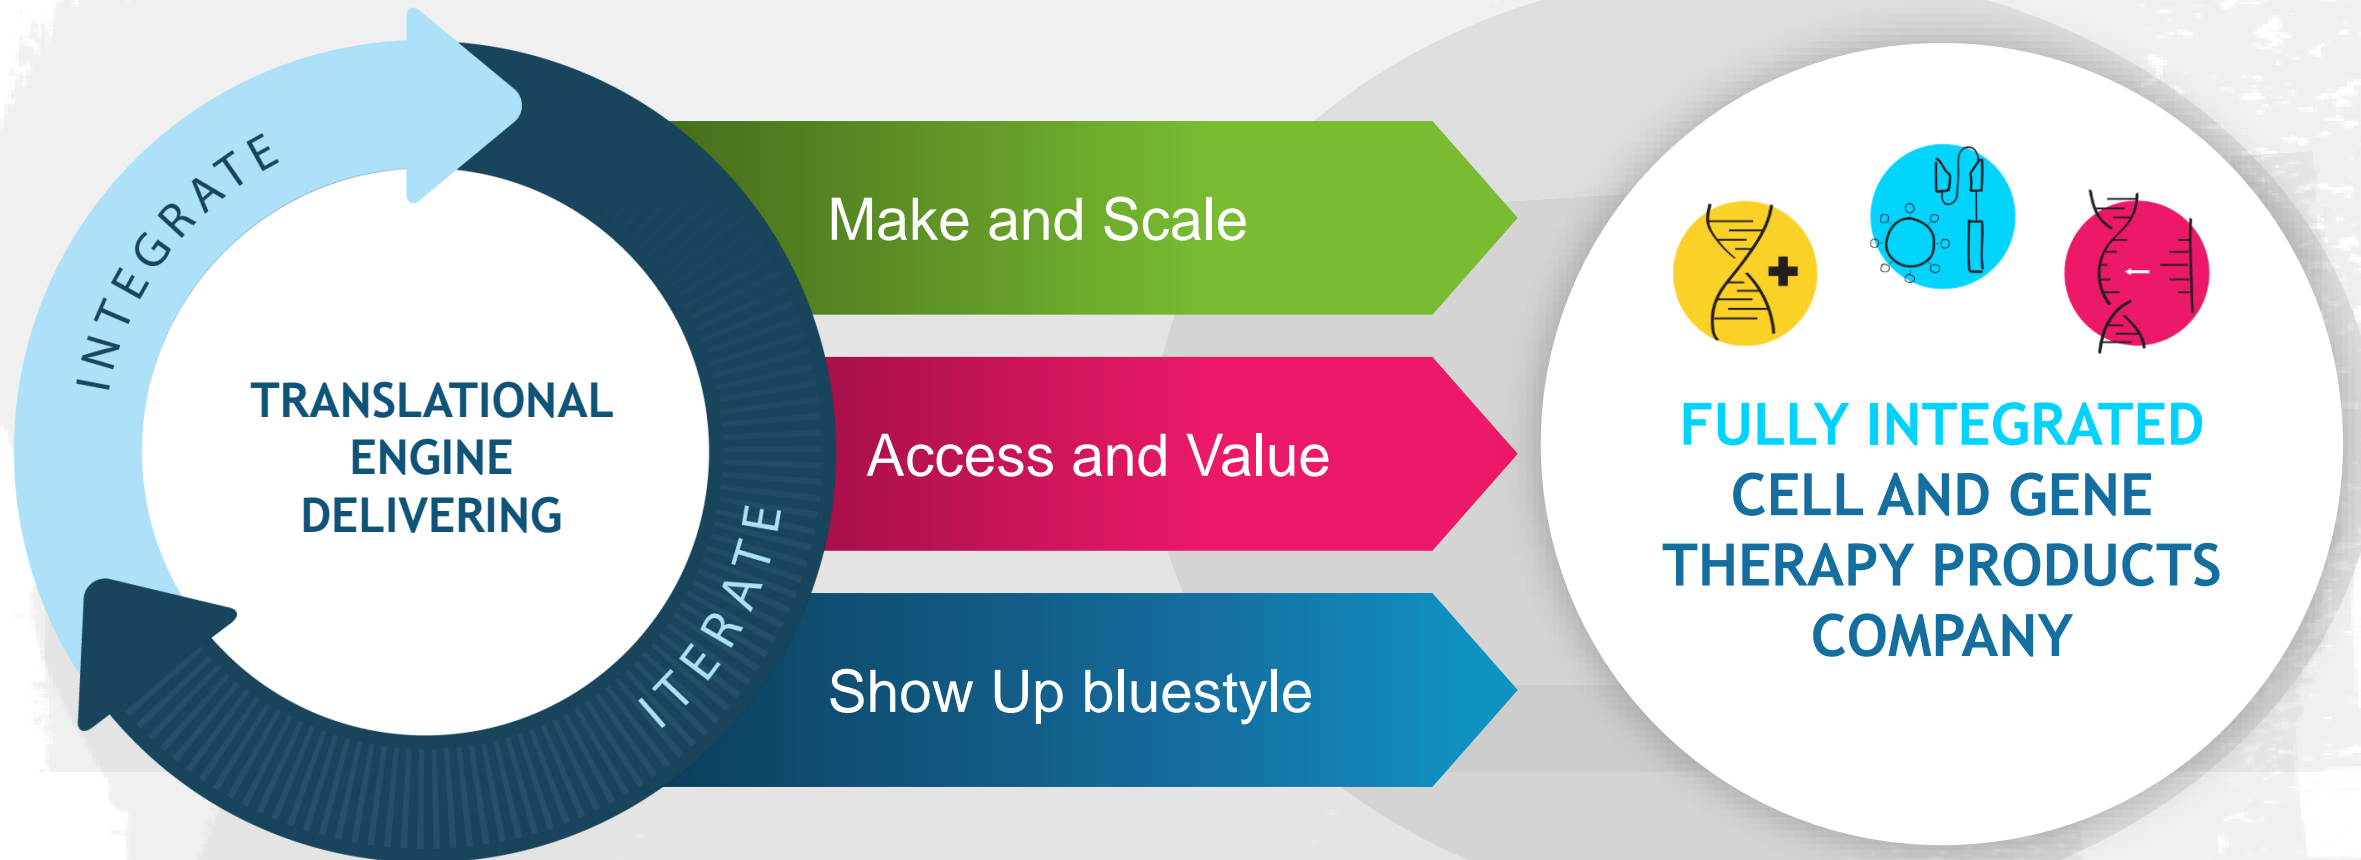 INTEGRATE
TRANSLATIONAL
ENGINE
DELIVERING
ITERATE
Make and Scale
Access and Value
Show Up bluestyle
FULLY INTEGRATED
CELL AND GENE
THERAPY PRODUCTS
COMPANY